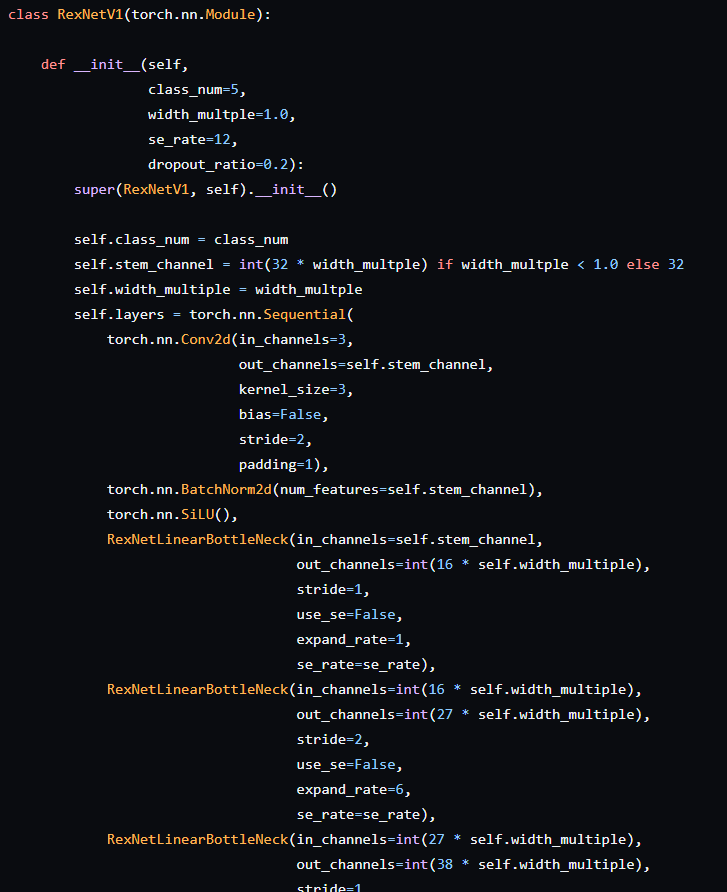 class RexNetV1(torch.nn.Module):
def __init__(self,
class_num=5,
width_multple=1.0,
se_rate=12,
dropout_ratio=0.2):
super(RexNetV1, self).__init__()
self.class_num = class_num
self.stem_channel = int(32 * width_multple) if width_multple < 1.0 else 32
self.width_multiple = width_multple
self.layers = torch.nn.Sequential(
torch.nn.Conv2d(in_channels=3,
out_channels=self.stem_channel,
kernel_size=3,
bias=False,
stride=2,
padding=1),
torch.nn.BatchNorm2d(num_features=self.stem_channel),
torch.nn.SiLU(),
RexNetLinearBottleNeck(in_channels=self.stem_channel,
out_channels=int(16 * self.width_multiple),
stride=1,
use_se=False,
expand_rate=1,
se_rate=se_rate),
RexNetLinearBottleNeck(in_channels=int(16 * self.width_multiple),
out_channels=int(27 * self.width_multiple),
stride=2,
use_se=False,
expand_rate=6,
se_rate=se_rate),
RexNetLinearBottleNeck(in_channels=int(27 * self.width_multiple),
out_channels=int(38 * self.width_multiple),
stride=1